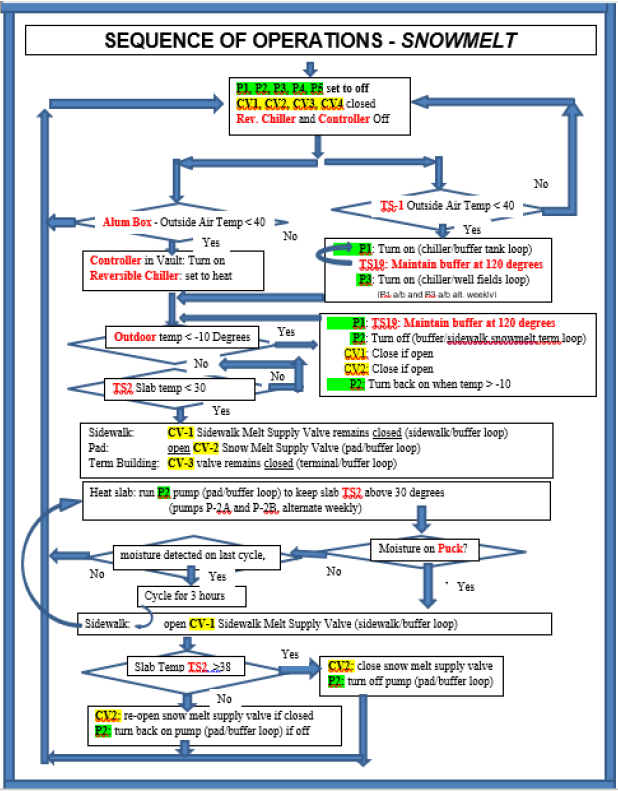 SEQUENCE OF OPERATIONS - SNOWMELT
P1, P2, P3, P4, P5 set to off
CV1, CV2, CV3, CV4 closed
Rev. Chiller and Controller Off
No
TS-1 Outside Air Temp < 40
Alum Box - Outside Air Temp < 40
Yes
No
Yes
Controller in Vault: Turn on
Reversible Chiller: set to heat
P1: Turn on (chiller/buffer tank loop)
TS19: Maintain buffer at 120 degrees
P3: Turn on (chiller/well fields loop)
(P1 a/b and P3 a/b alt. weekly)
Outdoor temp < -10 Degrees
Yes
No
P1: TS19: Maintain buffer at 120 degrees
P2: Turn off (buffer/sidewalk,snowmelt,term loop)
CV1: Close if open
CV2: Close if open
P2: Turn back on when temp > -10
No
TS2 Slab temp < 30
Yes
Sidewalk: CV-1 Sidewalk Melt Supply Valve remains closed (sidewalk/buffer loop)
Pad: open CV-2 Snow Melt Supply Valve (pad/buffer loop)
Term Building: CV-3 valve remains closed (terminal/buffer loop)
Heat slab: run P2 pump (pad/buffer loop) to keep slab TS2 above 30 degrees
(pumps P-2A and P-2B, alternate weekly)
moisture detected on last cycle,
Moisture on Puck?
No
Yes
No
Yes
Cycle for 3 hours
Sidewalk: open CV-1 Sidewalk Melt Supply Valve (sidewalk/buffer loop)
Slab Temp TS2, >38
Yes
No
CV2: close snow melt supply valve
P2: turn off pump (pad/buffer loop)
CV2: re-open snow melt supply valve if closed
P2: turn back on pump (pad/buffer loop) if off